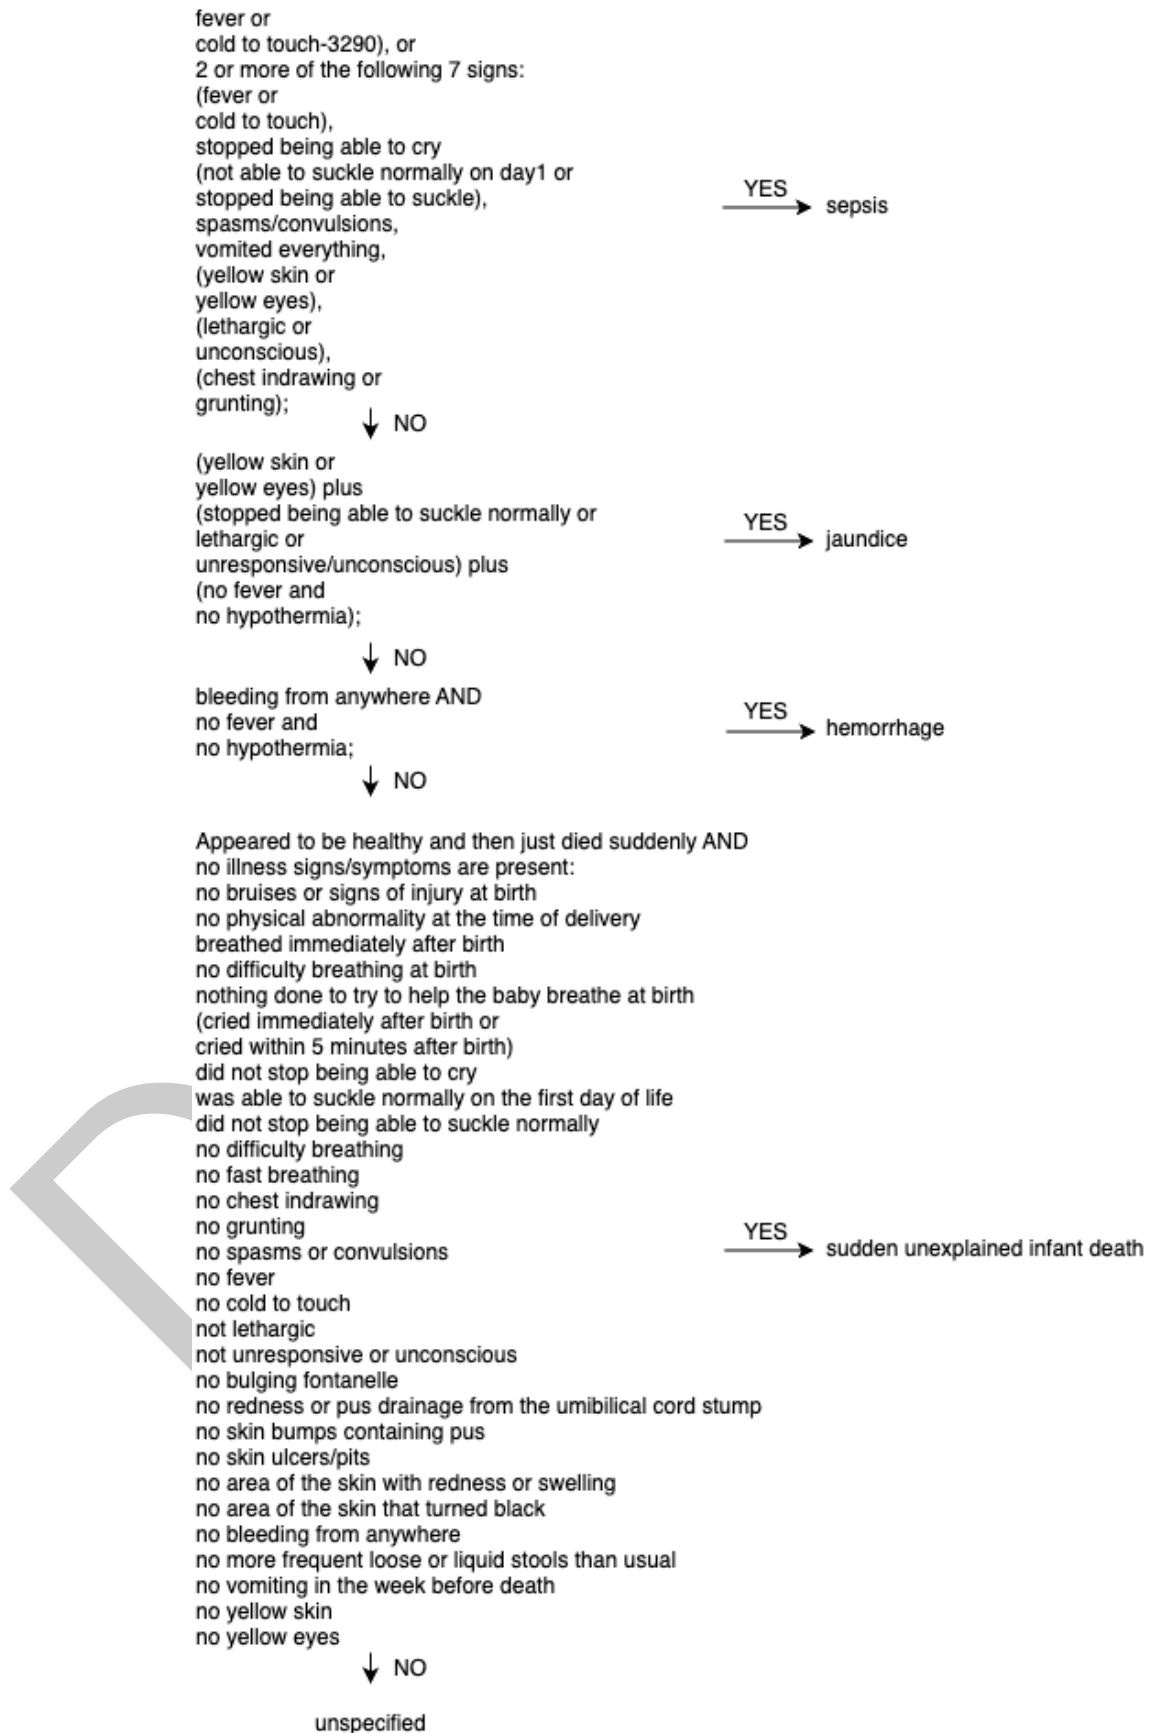 fever or
cold to touch-3290), or
2 or more of the following 7 signs:
(fever or
cold to touch),
stopped being able to cry
(not able to suckle normally on day1 or
stopped being able to suckle),
spasms/convulsions,
vomited everything,
(yellow skin or
yellow eyes),
(lethargic or
unconscious),
(chest indrawing or
grunting);
YES
sepsis
NO
(yellow skin or
yellow eyes) plus
(stopped being able to suckle normally or
lethargic or
unresponsive/unconscious) plus
(no fever and
no hypothermia);
YES
jaundice
NO
bleeding from anywhere AND
no fever and
no hypothermia;
YES
hemorrhage
NO
Appeared to be healthy and then just died suddenly AND
no illness signs/symptoms are present:
no bruises or signs of injury at birth
no physical abnormality at the time of delivery
breathed immediately after birth
no difficulty breathing at birth
nothing done to try to help the baby breathe at birth
(cried immediately after birth or
cried within 5 minutes after birth)
did not stop being able to cry
was able to suckle normally on the first day of life
did not stop being able to suckle normally
no difficulty breathing
no fast breathing
no chest indrawing
no grunting
no spasms or convulsions
no fever
no cold to touch
not lethargic
not unresponsive or unconscious
no bulging fontanelle
no redness or pus drainage from the umibilical cord stump
no skin bumps containing pus
no skin ulcers/pits
no area of the skin with redness or swelling
no area of the skin that turned black
no bleeding from anywhere
no more frequent loose or liquid stools than usual
no vomiting in the week before death
no yellow skin
no yellow eyes
YES
sudden unexplained infant death
NO
unspecified